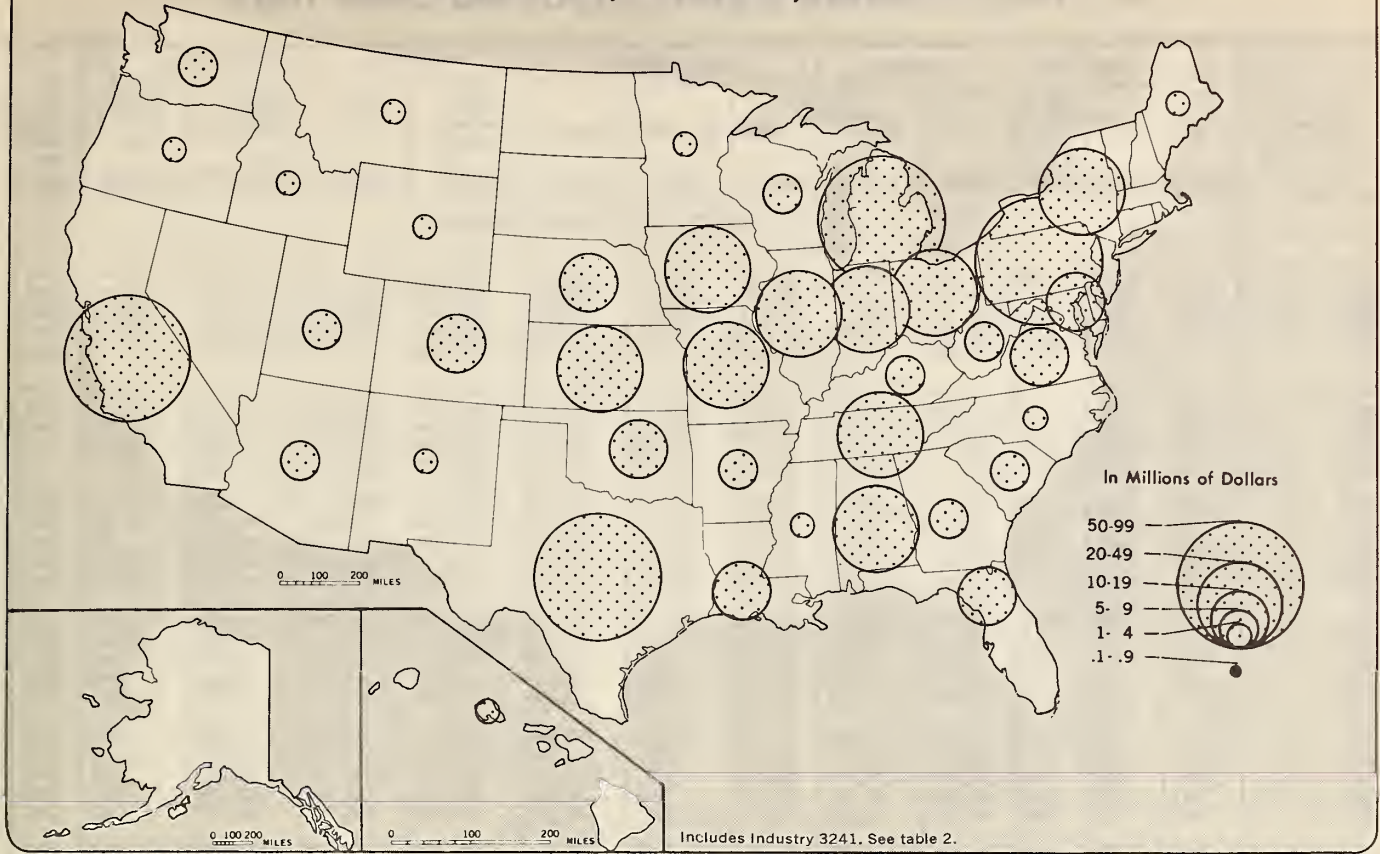 In Millions of Dollars
50-99
20-49
10-19
5- 9
1- 4
.1- .9
0 100 200 MILES
0 100 200 MILES
0 100 200 MILES
Includes Industry 3241. See table 2.